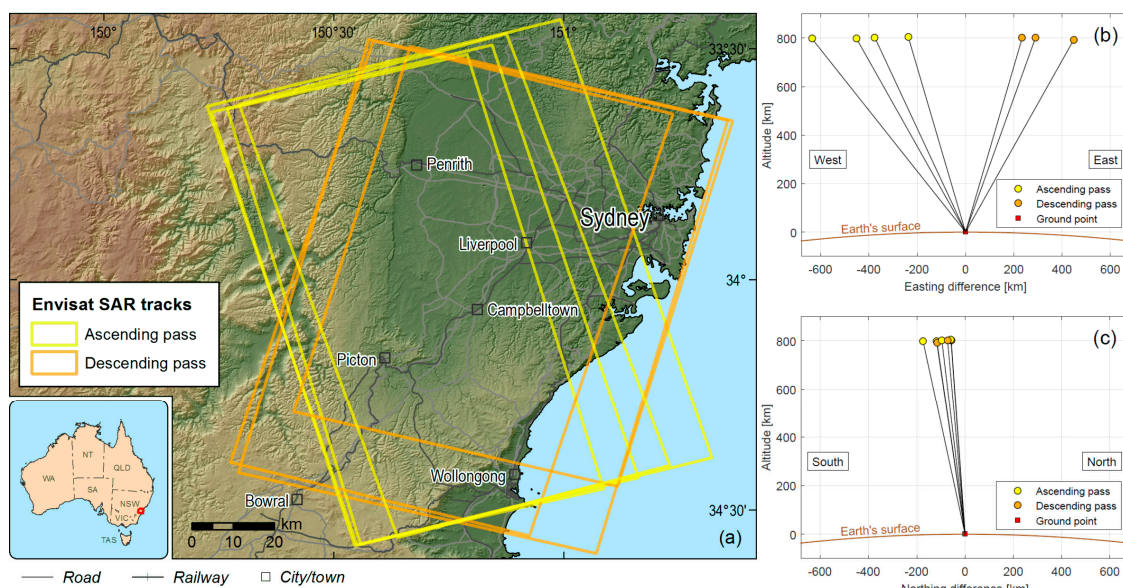 150°
150°30'
151°
33°30'
Penrith
Sydney
Liverpool
34°
Campbelltown
Picton
Wollongong
Bowral
34°30'
Envisat SAR tracks
Ascending pass
Descending pass
WA
NT
QLD
SA
NSW
VIC
TAS
0 10 20
km
(a)
Road
Railway
City/town
(b)
Altitude [km]
800
600
400
200
0
West
East
Ascending pass
Descending pass
Ground point
Earth's surface
-600 -400 -200 0 200 400 600
Easting difference [km]
(c)
Altitude [km]
800
600
400
200
0
South
North
Ascending pass
Descending pass
Ground point
Earth's surface
-600 -400 -200 0 200 400 600
Northing difference [km]